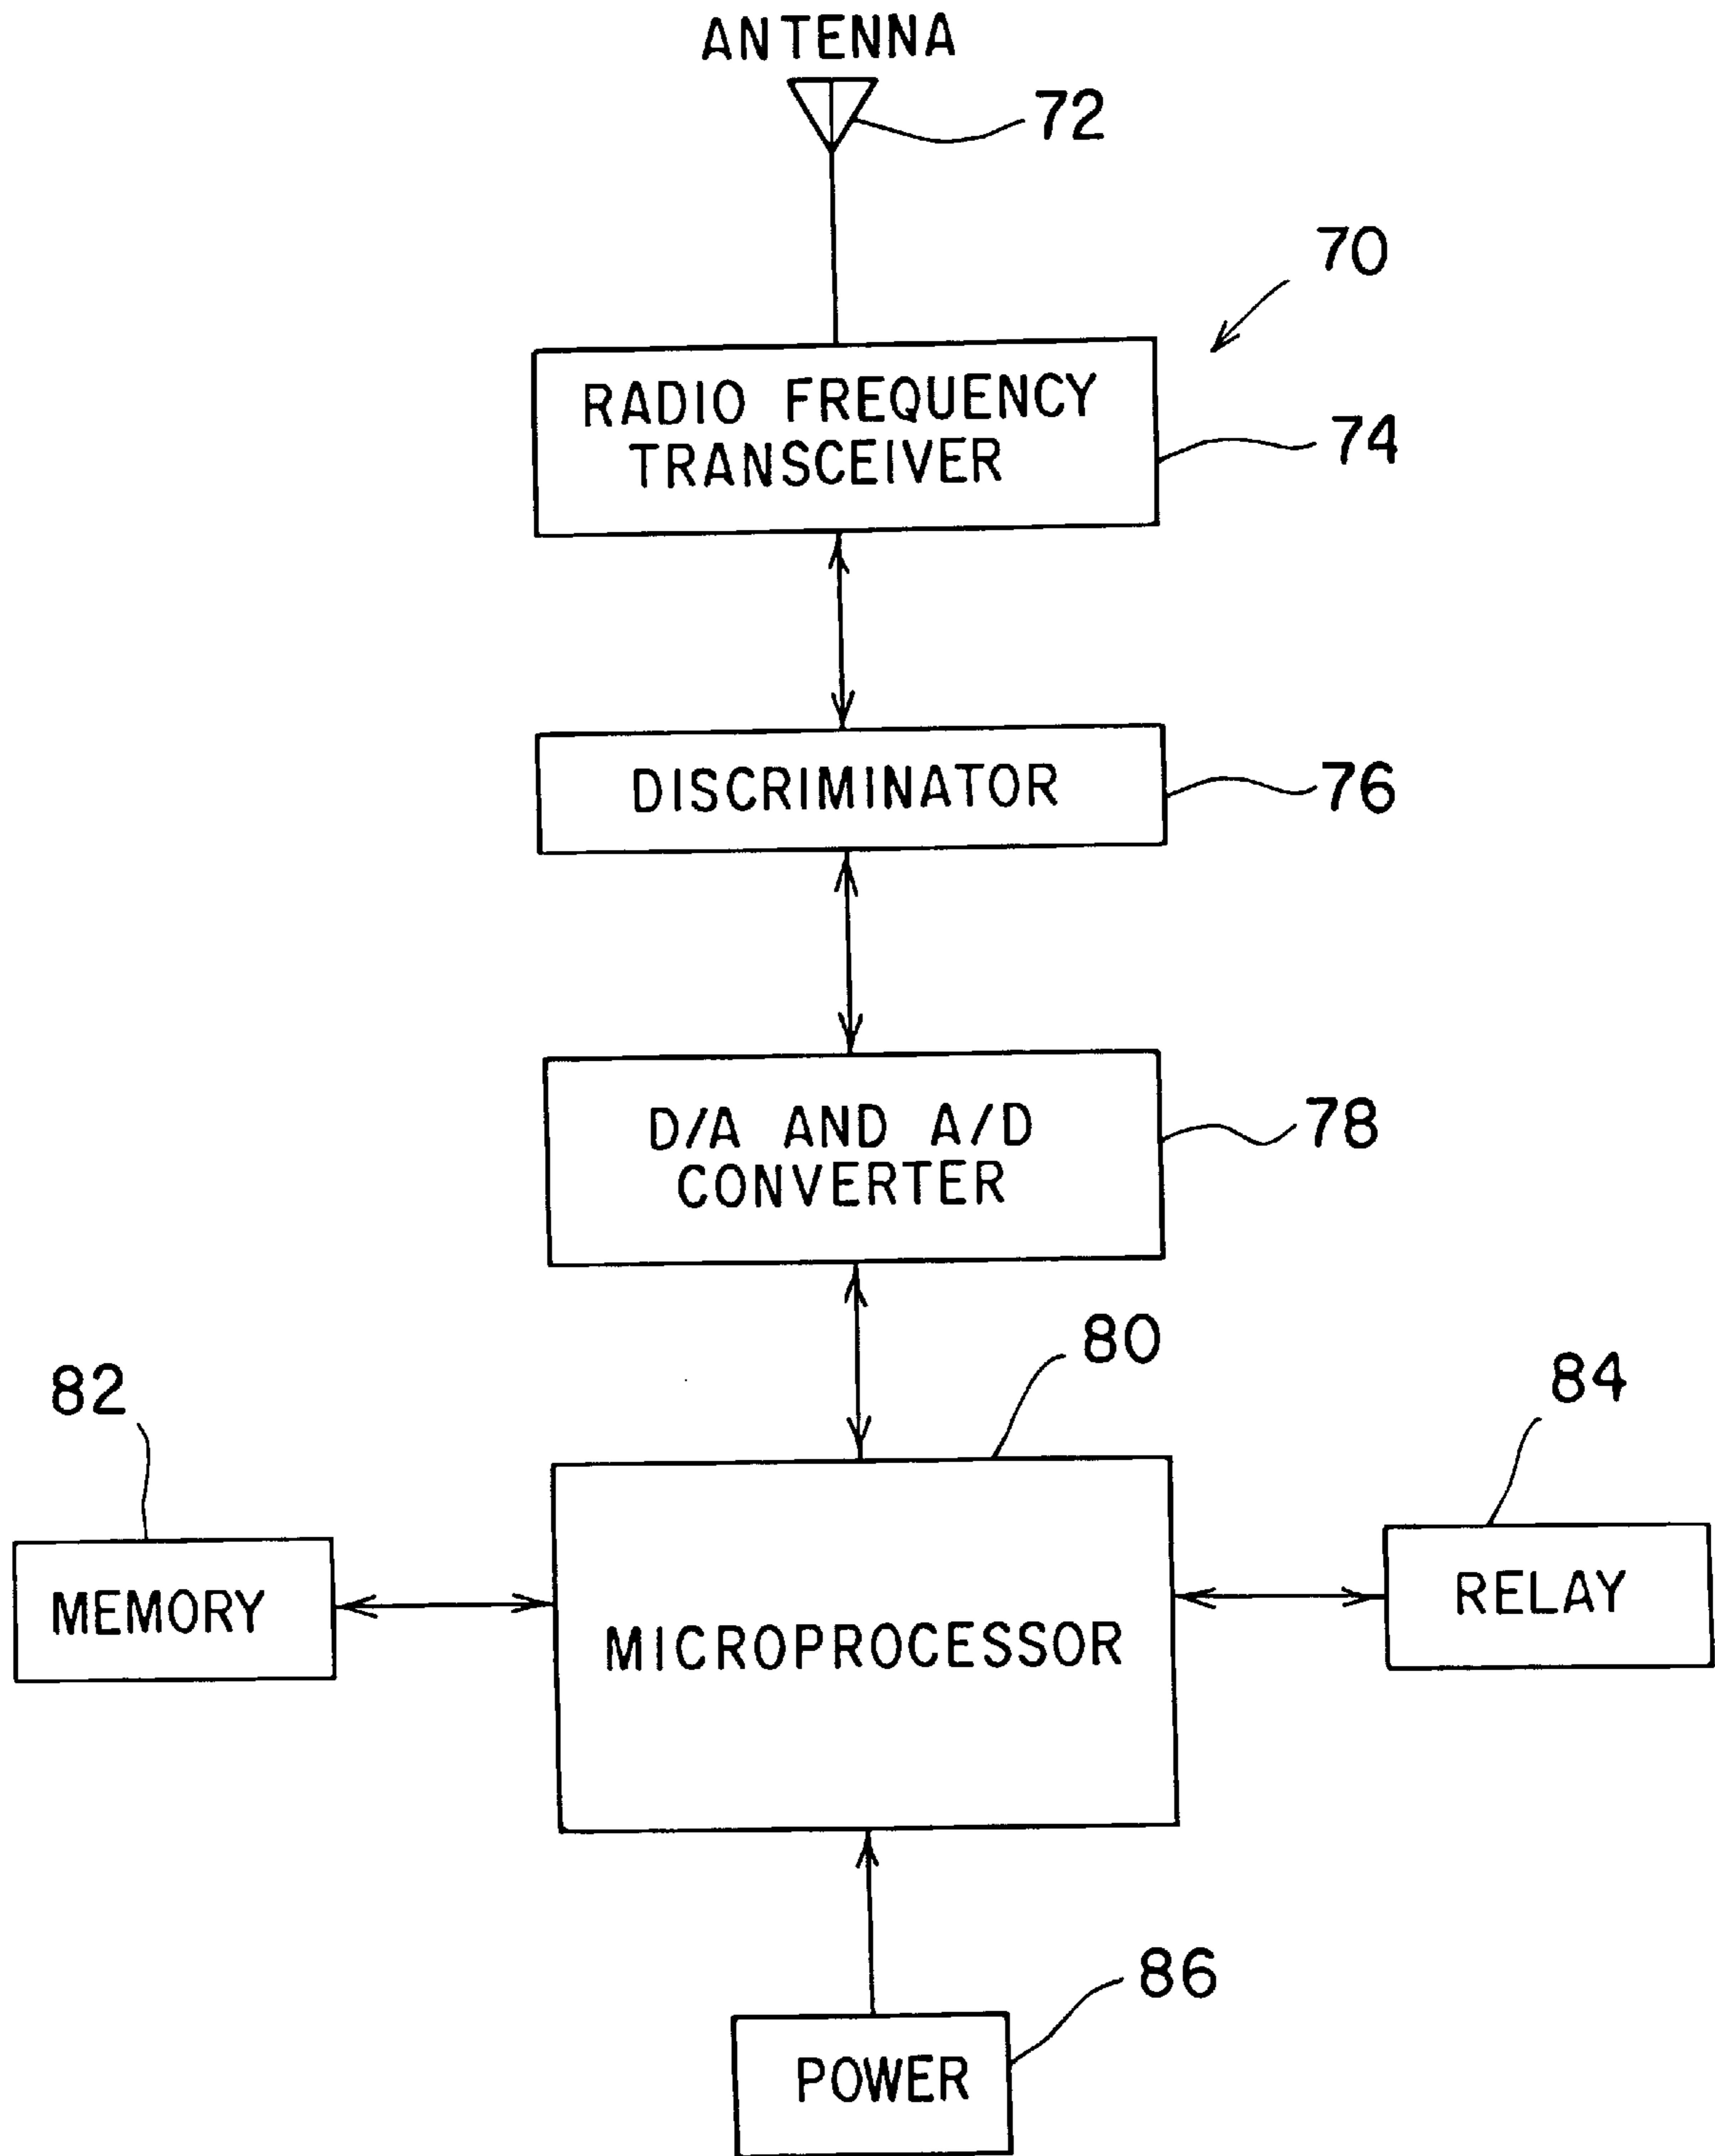 ANTENNA
72
70
RADIO FREQUENCY
TRANSCEIVER
74
DISCRIMINATOR
76
D/A AND A/D
CONVERTER
78
80
82
84
MEMORY
MICROPROCESSOR
RELAY
86
POWER